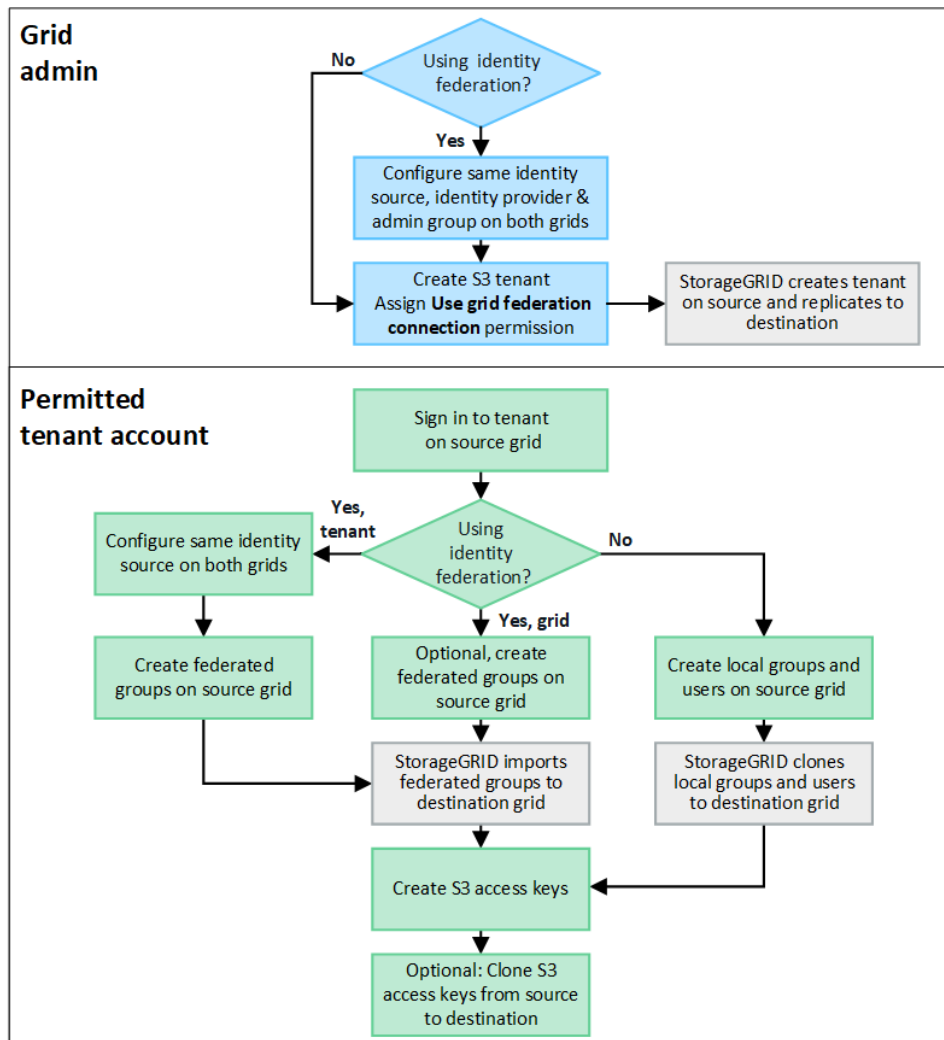 Grid
admin
No
Using identity
federation?
Yes
Configure same identity
source, identity provider &
admin group on both grids
Create S3 tenant
Assign Use grid federation
connection permission
StorageGRID creates tenant
on source and replicates to
destination
Permitted
tenant account
Sign in to tenant
on source grid
Yes,
tenant
Using
identity
federation?
No
Configure same identity
source on both grids
Yes, grid
Create federated
groups on source grid
Optional, create
federated groups on
source grid
Create local groups and
users on source grid
StorageGRID imports
federated groups to
destination grid
StorageGRID clones
local groups and users
to destination grid
Create S3 access keys
Optional: Clone S3
access keys from source
to destination